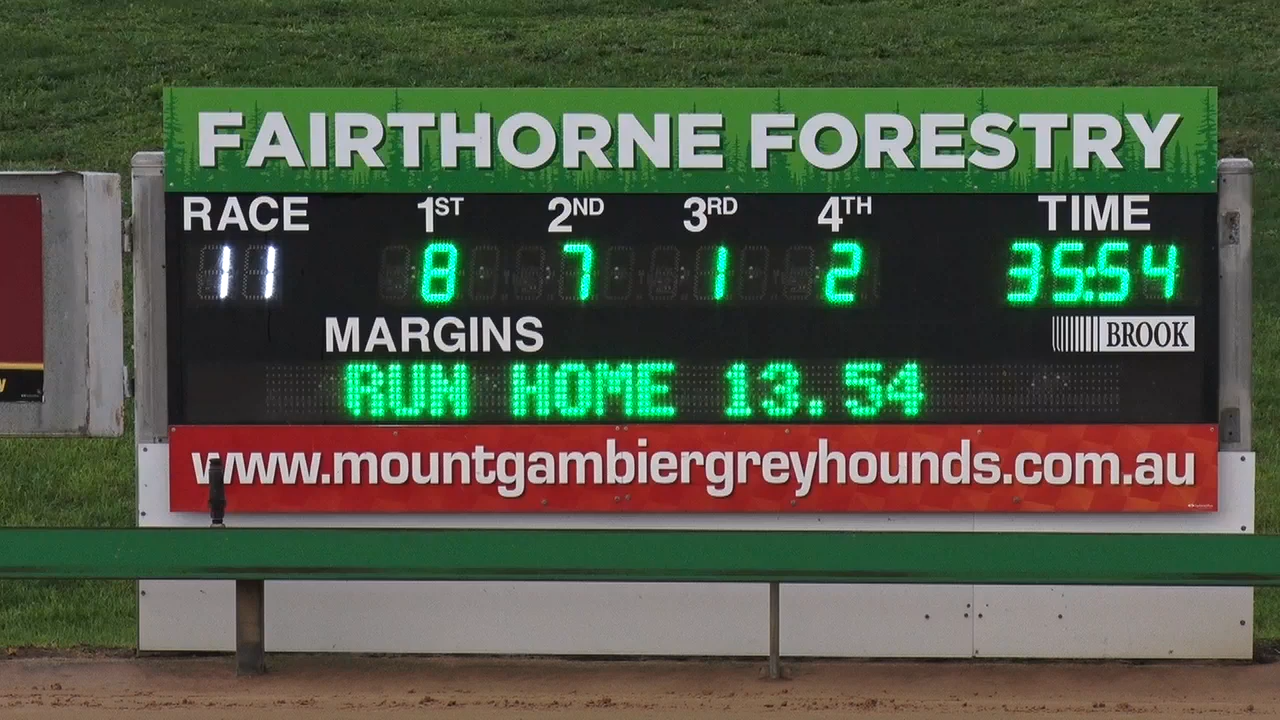 FAIRTHORNE FORESTRY
RACE 1ST 2ND 3RD 4TH TIME
11 8 7 1 2 35:54
MARGINS BROOK
RUN HOME 13.54
www.mountgambiergreyhounds.com.au